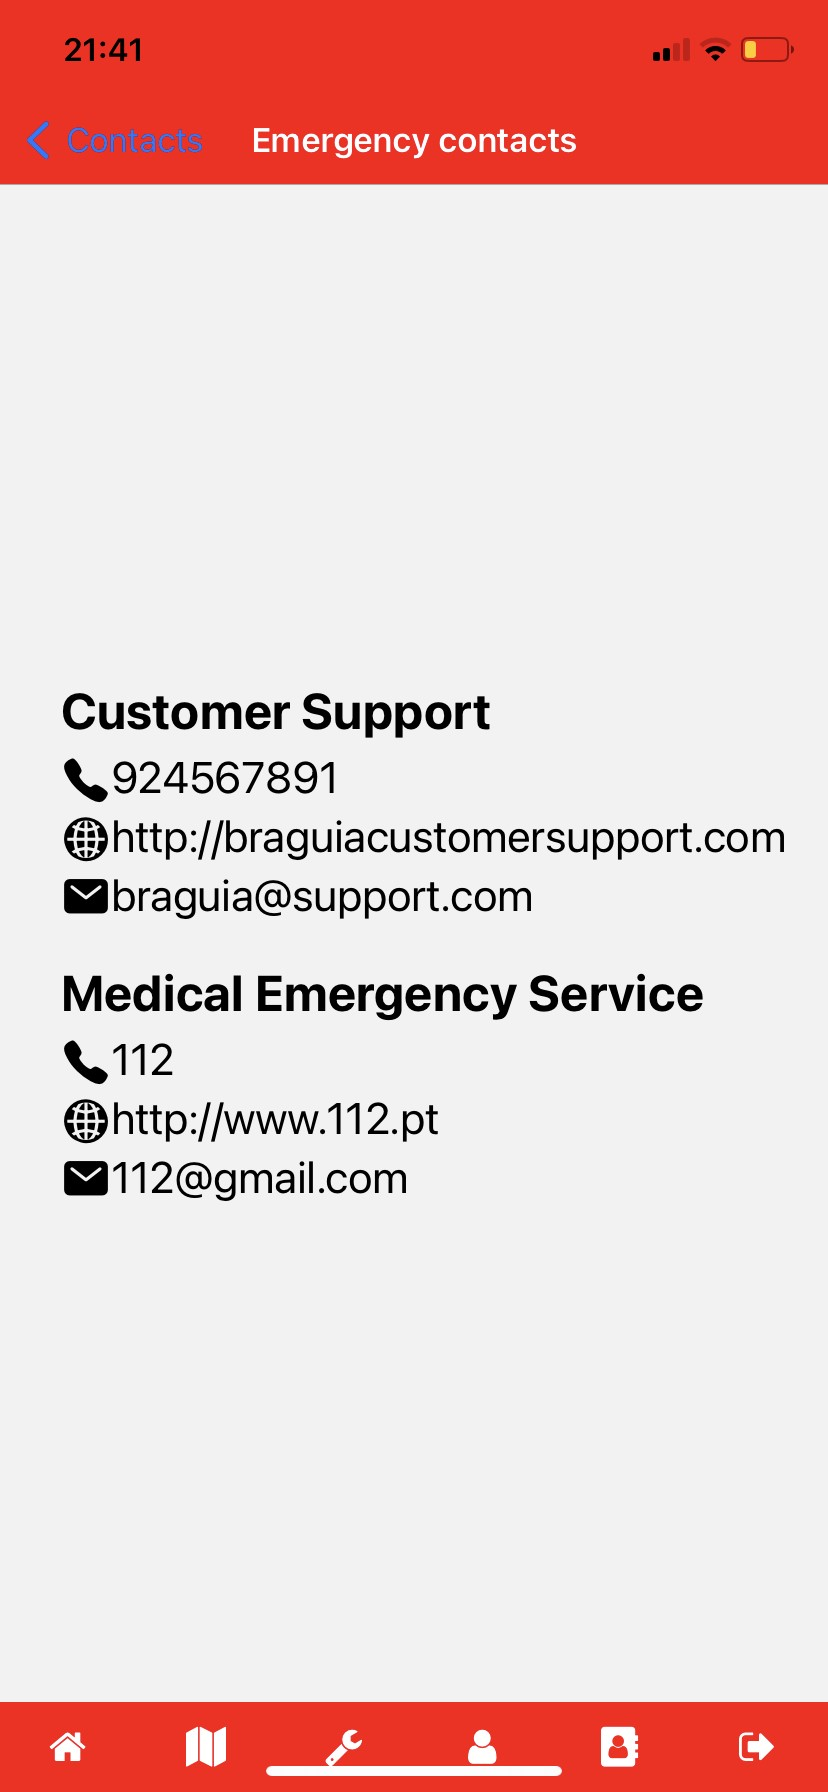 21:41
Contacts Emergency contacts
Customer Support
924567891
http://braguiacustomersupport.com
braguia@support.com
Medical Emergency Service
112
http://www.112.pt
112@gmail.com